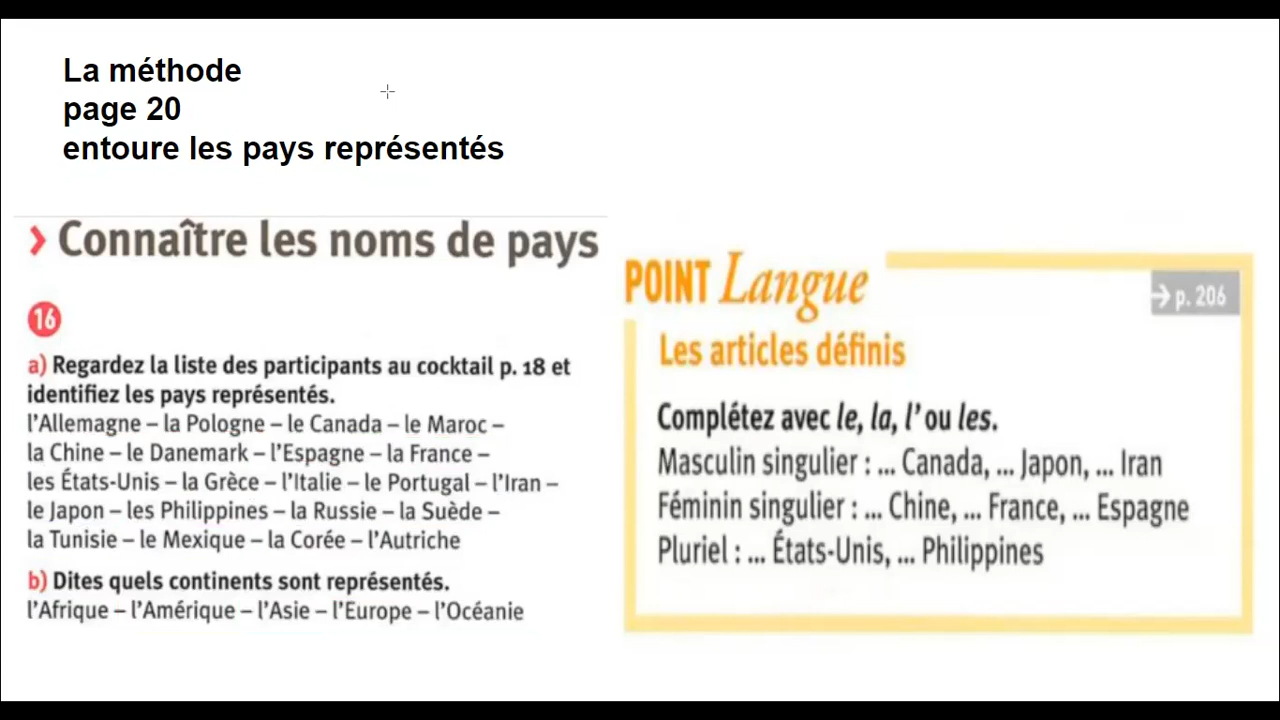 La méthode
page 20
entoure les pays représentés
› Connaître les noms de pays
16
a) Regardez la liste des participants au cocktail p. 18 et
identifiez les pays représentés.
l'Allemagne – la Pologne – le Canada – le Maroc –
la Chine – le Danemark – l'Espagne – la France –
les États-Unis – la Grèce – l'Italie – le Portugal – l'Iran –
le Japon – les Philippines – la Russie – la Suède –
la Tunisie – le Mexique – la Corée – l'Autriche
b) Dites quels continents sont représentés.
l'Afrique – l'Amérique – l'Asie – l'Europe – l'Océanie
POINT Langue
→ p. 206
Les articles définis
Complétez avec le, la, l' ou les.
Masculin singulier : ... Canada, ... Japon, ... Iran
Féminin singulier : ... Chine, ... France, ... Espagne
Pluriel : ... États-Unis, ... Philippines